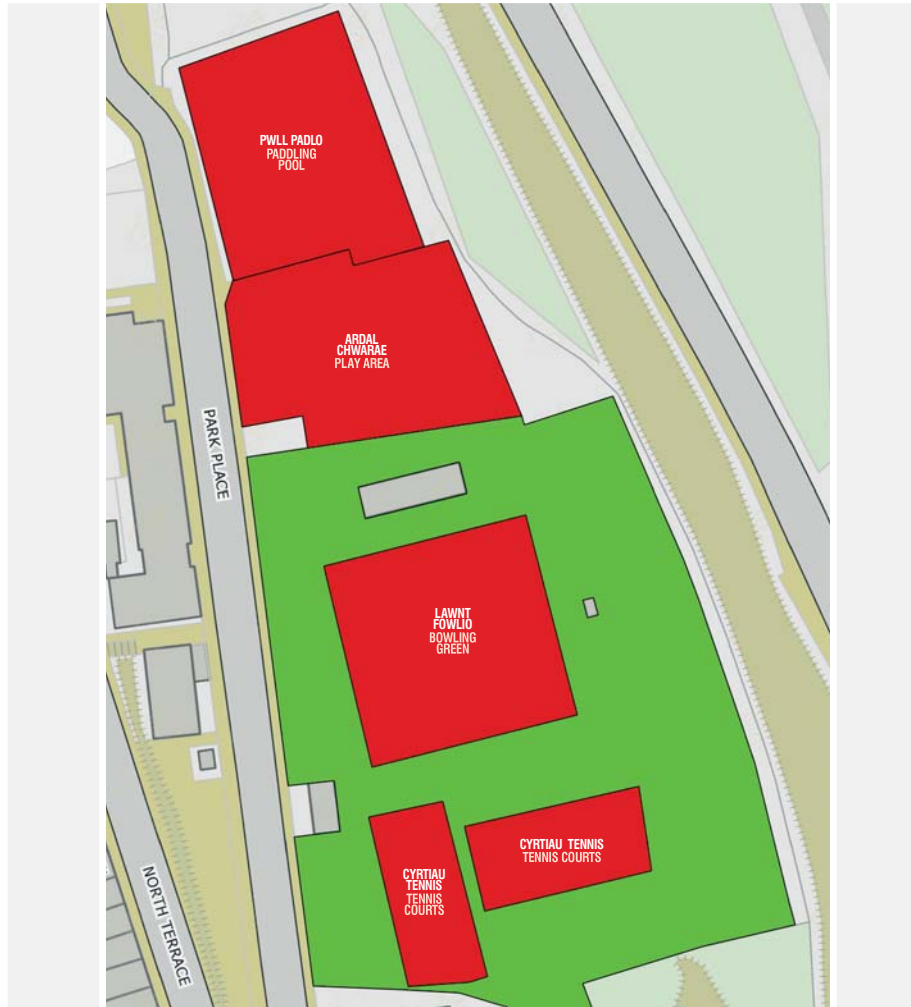 PWLL PADLO
PADDLING
POOL
ARDAL
CHWARAE
PLAY AREA
PARK PLACE
LAWNT
FOWLIO
BOWLING
GREEN
CYRTIAU TENNIS
TENNIS COURTS
CYRTIAU
TENNIS
TENNIS
COURTS
NORTH TERRACE